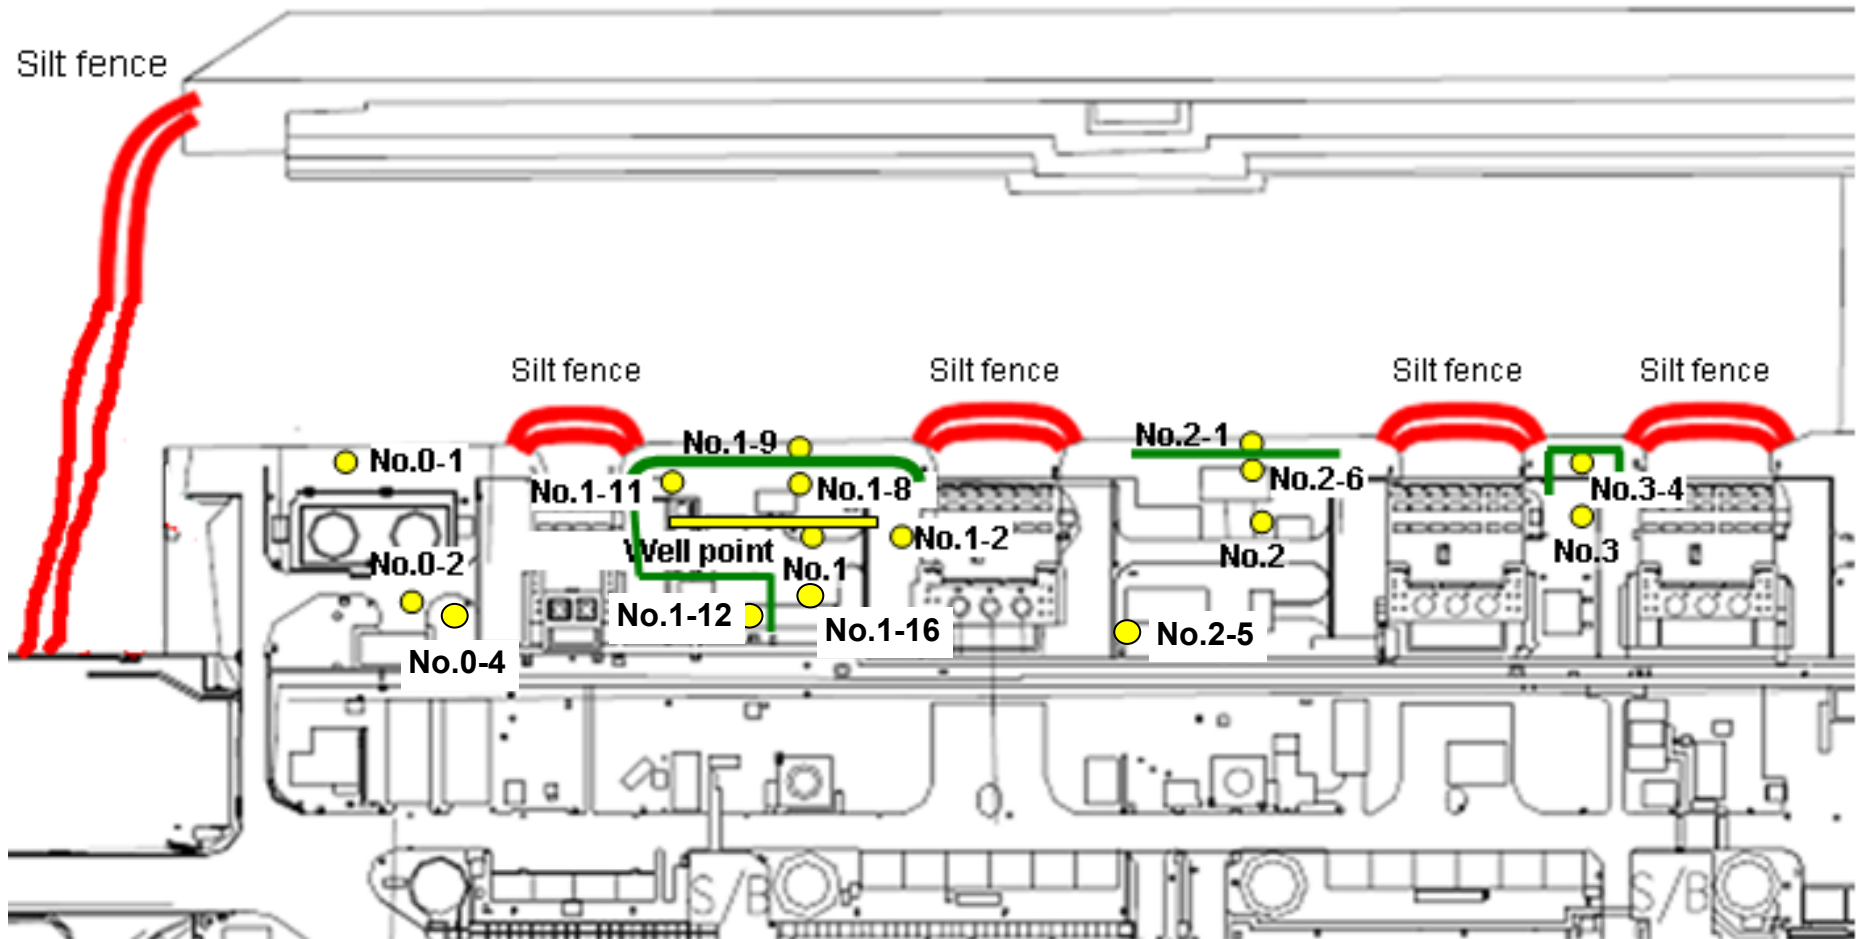 Silt fence
Silt fence
Silt fence
Silt fence
Silt fence
No.1-9
No.2-1
No.0-1
No.1-11
No.1-8
No.2-6
No.3-4
No.1-2
Well point
No.2
No.3
No.0-2
No.1
No.1-12
No.1-16
No.2-5
No.0-4
S/B
S/B